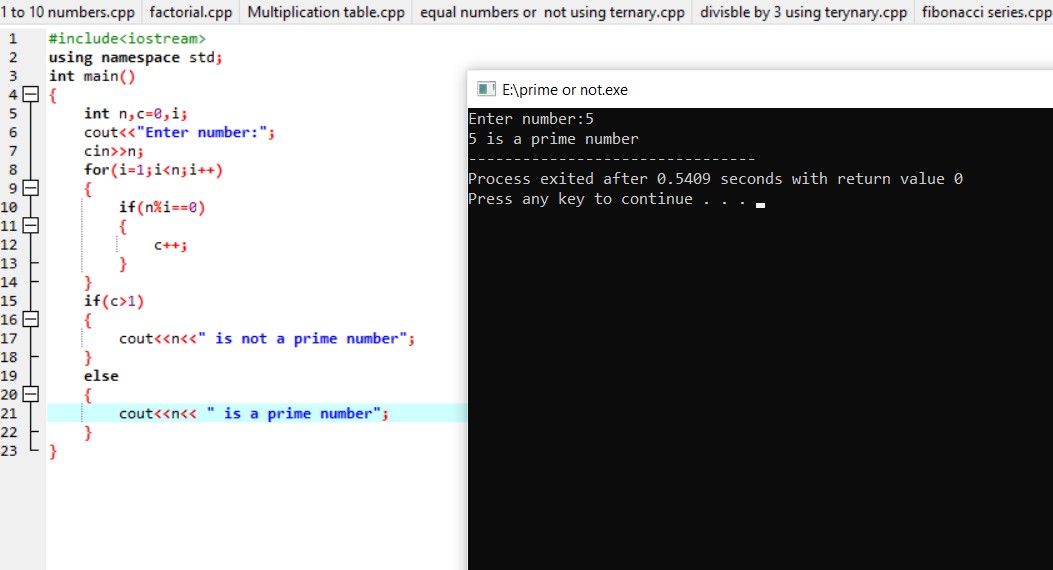 1 to 10 numbers.cpp factorial.cpp Multiplication table.cpp equal numbers or not using ternary.cpp divisble by 3 using terynary.cpp fibonacci series.cpp
1 #include<iostream>
2 using namespace std;
3 int main()
4 {
5 int n,c=0,i;
6 cout<<"Enter number:";
7 cin>>n;
8 for(i=1;i<n;i++)
9 {
10 if(n%i==0)
11 {
12 c++;
13 }
14 }
15 if(c>1)
16 {
17 cout<<n<<" is not a prime number";
18 }
19 else
20 {
21 cout<<n<< " is a prime number";
22 }
23 }
E:\prime or not.exe
Enter number:5
5 is a prime number
--------------------------------
Process exited after 0.5409 seconds with return value 0
Press any key to continue . . .